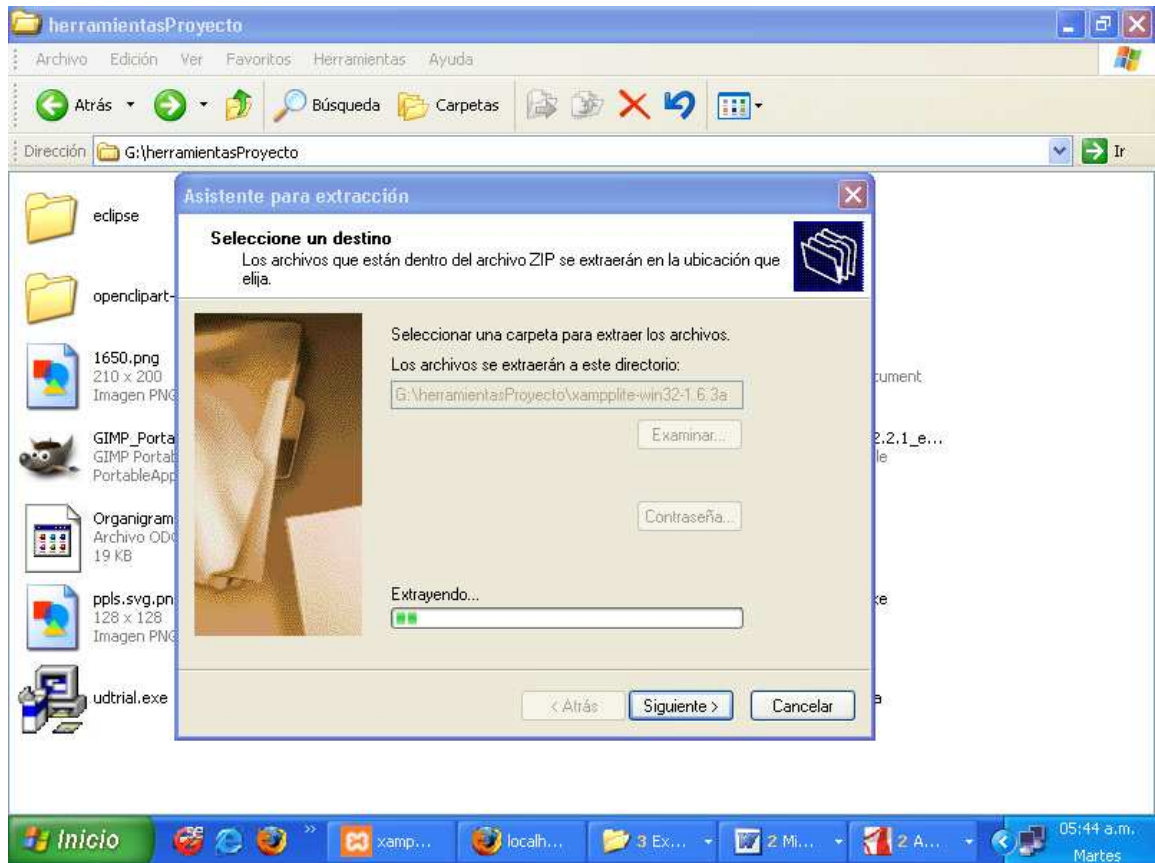 herramientasProyecto
Archivo Edición Ver Favoritos Herramientas Ayuda
Atrás Búsqueda Carpetas
Dirección G:\herramientasProyecto Ir
eclipse
openclipart-
1650.png
210 x 200
Imagen PNG
GIMP_Porta
GIMP Portab
PortableApp
Organigram
Archivo ODG
19 KB
ppls.svg.pn
128 x 128
Imagen PNG
udtrial.exe
Asistente para extracción
Seleccione un destino
Los archivos que están dentro del archivo ZIP se extraerán en la ubicación que
elija.
Seleccionar una carpeta para extraer los archivos.
Los archivos se extraerán a este directorio:
G:\herramientasProyecto\xampplite-win32-1.6.3a
Examinar...
Contraseña...
Extrayendo...
< Atrás Siguiente > Cancelar
cument
2.2.1_e...
le
xe
a
Inicio » xamp... localh... 3 Ex... 2 Mi... 2 A... 05:44 a.m.
Martes